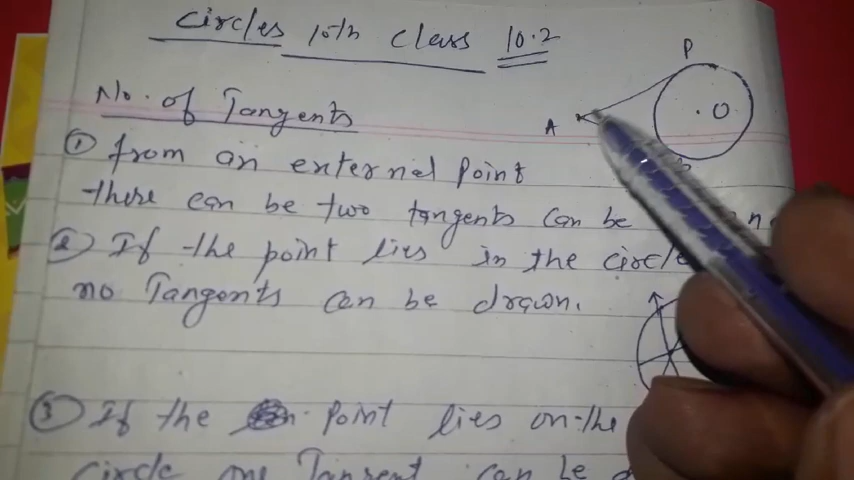 Circles 10th Class 10.2
P
A
O
No. of Tangents
① from an external point
there can be two tangents can be
② If the point lies in the circle
no Tangents can be drawn.
③ If the point lies on the
circle one Tangent can be